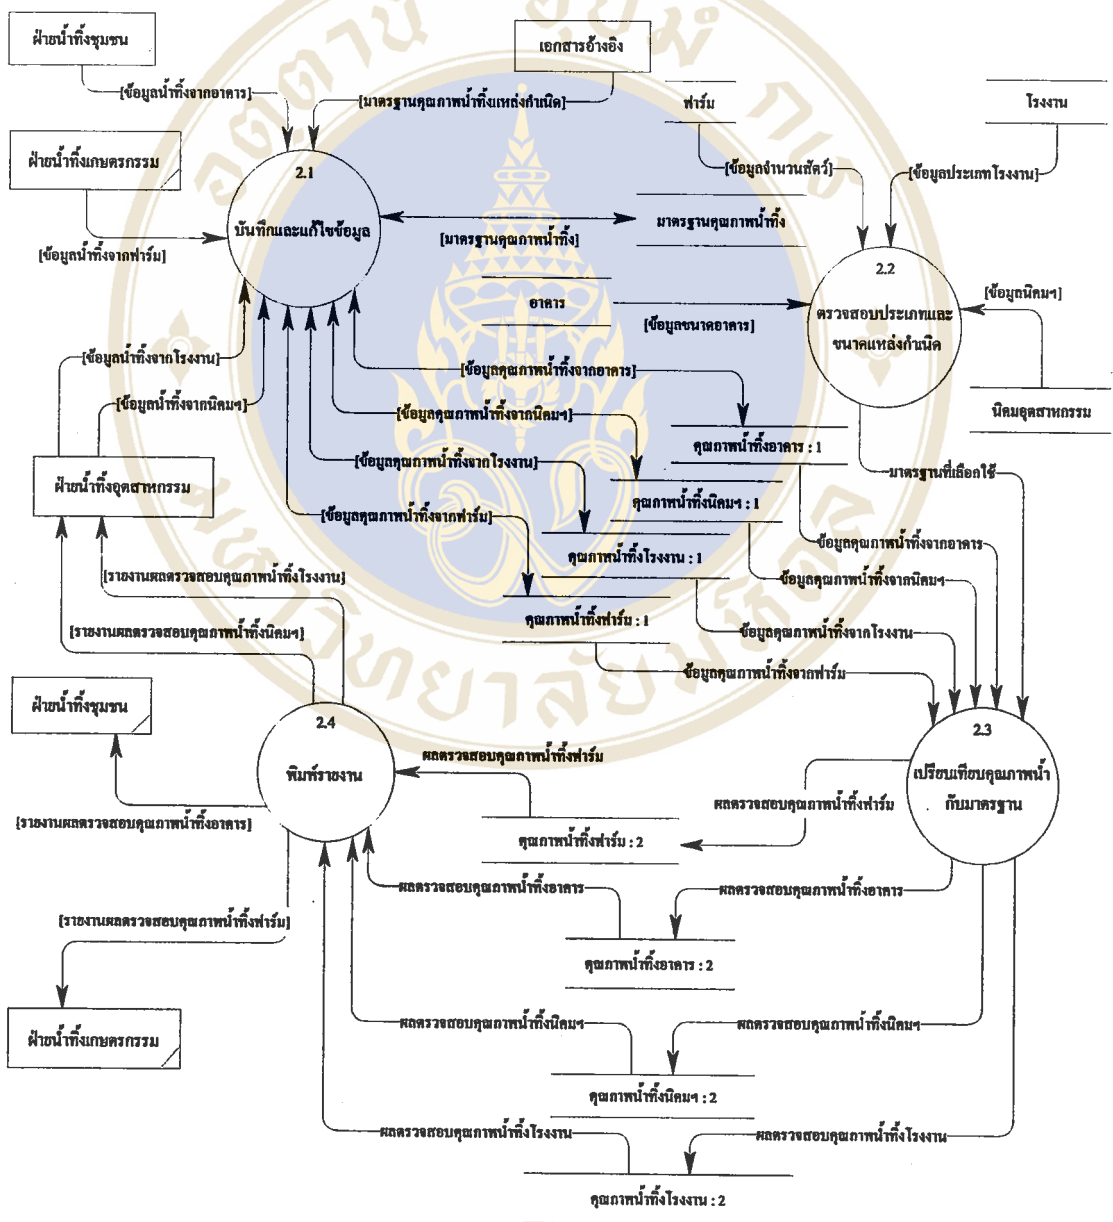 ฝ่ายน้ำทิ้งชุมชน
เอกสารอ้างอิง
[ข้อมูลน้ำทิ้งจากอาคาร]
[มาตรฐานคุณภาพน้ำทิ้งแหล่งกำเนิด]
ฟาร์ม
โรงงาน
ฝ่ายน้ำทิ้งเกษตรกรรม
2.1
บันทึกและแก้ไขข้อมูล
[ข้อมูลจำนวนสัตว์]
[ข้อมูลประเภทโรงงาน]
[ข้อมูลน้ำทิ้งจากฟาร์ม]
[มาตรฐานคุณภาพน้ำทิ้ง]
มาตรฐานคุณภาพน้ำทิ้ง
2.2
ตรวจสอบประเภทและ
ขนาดแหล่งกำเนิด
[ข้อมูลนิคมฯ]
อาคาร
[ข้อมูลขนาดอาคาร]
[ข้อมูลน้ำทิ้งจากโรงงาน]
[ข้อมูลคุณภาพน้ำทิ้งจากอาคาร]
[ข้อมูลน้ำทิ้งจากนิคมฯ]
[ข้อมูลคุณภาพน้ำทิ้งจากนิคมฯ]
นิคมอุตสาหกรรม
คุณภาพน้ำทิ้งอาคาร : 1
[ข้อมูลคุณภาพน้ำทิ้งจากโรงงาน]
มาตรฐานที่เลือกใช้
ฝ่ายน้ำทิ้งอุตสาหกรรม
คุณภาพน้ำทิ้งนิคมฯ : 1
[ข้อมูลคุณภาพน้ำทิ้งจากฟาร์ม]
ข้อมูลคุณภาพน้ำทิ้งจากอาคาร
คุณภาพน้ำทิ้งโรงงาน : 1
[รายงานผลตรวจสอบคุณภาพน้ำทิ้งโรงงาน]
ข้อมูลคุณภาพน้ำทิ้งจากนิคมฯ
คุณภาพน้ำทิ้งฟาร์ม : 1
[รายงานผลตรวจสอบคุณภาพน้ำทิ้งนิคมฯ]
ข้อมูลคุณภาพน้ำทิ้งจากโรงงาน
ข้อมูลคุณภาพน้ำทิ้งจากฟาร์ม
ฝ่ายน้ำทิ้งชุมชน
2.4
พิมพ์รายงาน
2.3
เปรียบเทียบคุณภาพน้ำ
กับมาตรฐาน
ผลตรวจสอบคุณภาพน้ำทิ้งฟาร์ม
ผลตรวจสอบคุณภาพน้ำทิ้งฟาร์ม
[รายงานผลตรวจสอบคุณภาพน้ำทิ้งอาคาร]
คุณภาพน้ำทิ้งฟาร์ม : 2
ผลตรวจสอบคุณภาพน้ำทิ้งอาคาร
ผลตรวจสอบคุณภาพน้ำทิ้งอาคาร
[รายงานผลตรวจสอบคุณภาพน้ำทิ้งฟาร์ม]
คุณภาพน้ำทิ้งอาคาร : 2
ฝ่ายน้ำทิ้งเกษตรกรรม
ผลตรวจสอบคุณภาพน้ำทิ้งนิคมฯ
ผลตรวจสอบคุณภาพน้ำทิ้งนิคมฯ
คุณภาพน้ำทิ้งนิคมฯ : 2
ผลตรวจสอบคุณภาพน้ำทิ้งโรงงาน
ผลตรวจสอบคุณภาพน้ำทิ้งโรงงาน
คุณภาพน้ำทิ้งโรงงาน : 2
อตฺตานํ อุปมํ กเร
มหาวิทยาลัยมหิดล